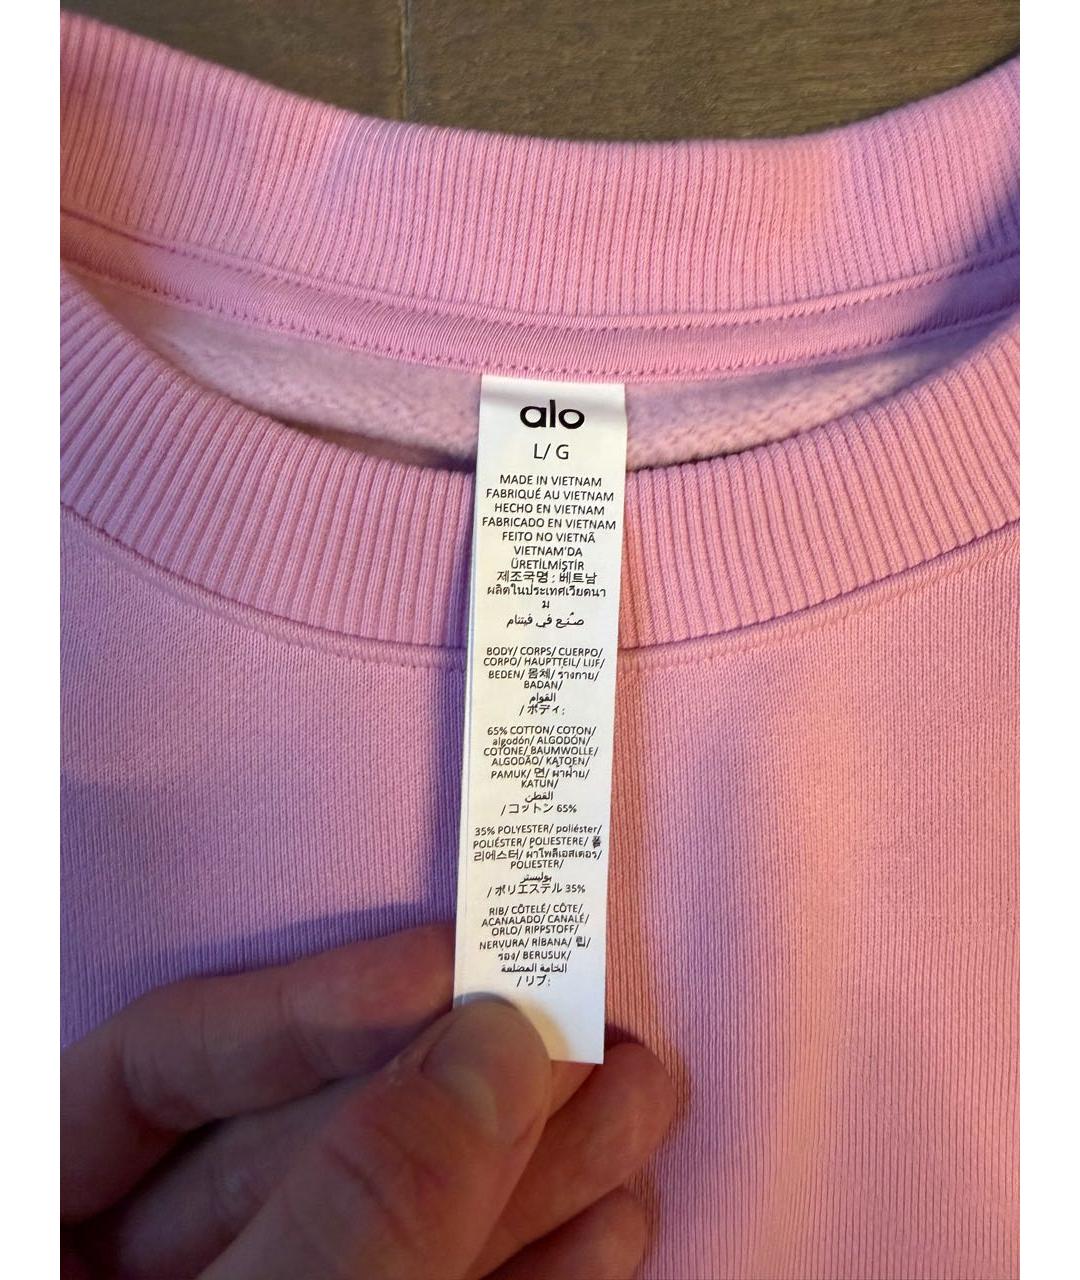 alo
L/ G
MADE IN VIETNAM
FABRIQUÉ AU VIETNAM
HECHO EN VIETNAM
FABRICADO EN VIETNAM
FEITO NO VIETNÃ
VIETNAM'DA
ÜRETİLMİŞTİR
제조국명 : 베트남
ผลิตในประเทศเวียดนา
ม
صُنِع في فيتنام
BODY/ CORPS/ CUERPO/
CORPO/ HAUPTTEIL/ LIJF/
BEDEN/ 몸체/ ร่างกาย/
BADAN/
القوام
/ ボディ:
65% COTTON/ COTON/
algodón/ ALGODÓN/
COTONE/ BAUMWOLLE/
ALGODÃO/ KATOEN/
PAMUK/ 면/ ผ้าฝ้าย/
KATUN/
القطن
/ コットン 65%
35% POLYESTER/ poliéster/
POLIÉSTER/ POLIESTERE/ 폴
리에스터/ ผ้าโพลีเอสเตอร/
POLIESTER/
بوليستر
/ ポリエステル 35%
RIB/ CÔTELÉ/ CÔTE/
ACANALADO/ CANALÉ/
ORLO/ RIPPSTOFF/
NERVURA/ RİBANA/ 립/
รอง/ BERUSUK/
الخامة المضلعة
/ リブ: